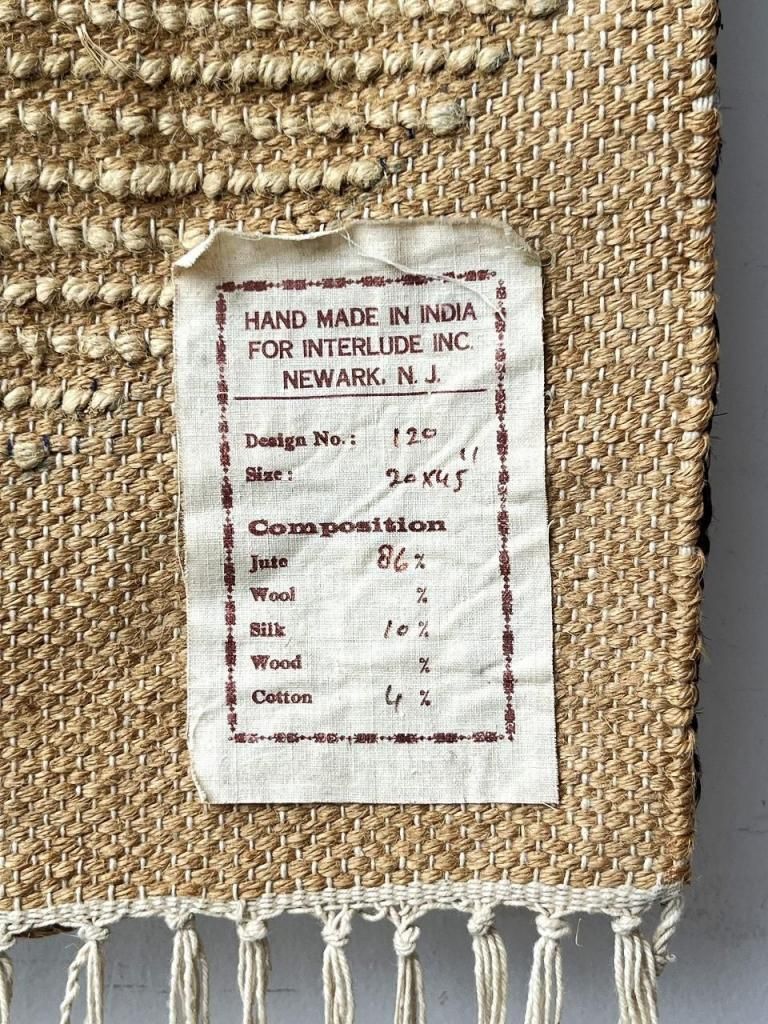 HAND MADE IN INDIA
FOR INTERLUDE INC.
NEWARK, N. J.
Design No.: 120
Size: 20x45"
Composition
Jute 86%
Wool %
Silk 10%
Wood %
Cotton 4%